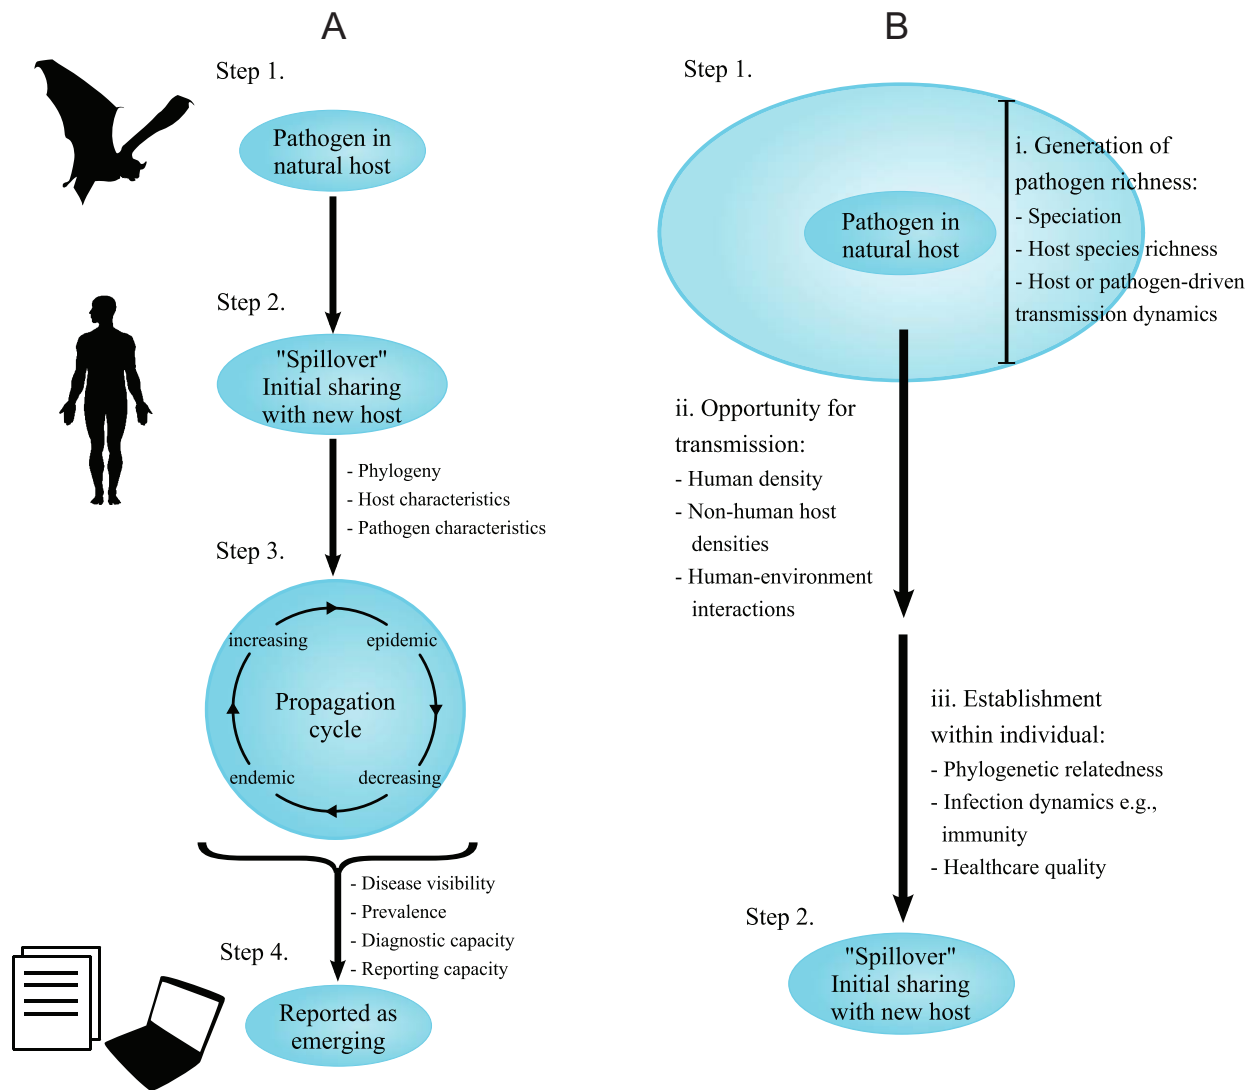 A
Step 1.
Pathogen in
natural host
Step 2.
"Spillover"
Initial sharing
with new host
- Phylogeny
- Host characteristics
- Pathogen characteristics
Step 3.
increasing
epidemic
Propagation
cycle
endemic
decreasing
- Disease visibility
- Prevalence
- Diagnostic capacity
- Reporting capacity
Step 4.
Reported as
emerging
B
Step 1.
Pathogen in
natural host
i. Generation of
pathogen richness:
- Speciation
- Host species richness
- Host or pathogen-driven
transmission dynamics
ii. Opportunity for
transmission:
- Human density
- Non-human host
densities
- Human-environment
interactions
iii. Establishment
within individual:
- Phylogenetic relatedness
- Infection dynamics e.g.,
immunity
- Healthcare quality
Step 2.
"Spillover"
Initial sharing
with new host